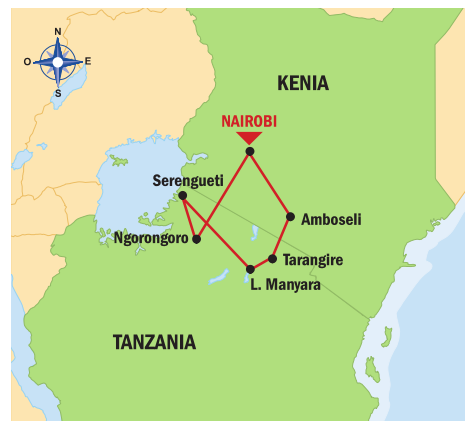 N
O E
S
KENIA
NAIROBI
Serengueti
Amboseli
Ngorongoro
Tarangire
L. Manyara
TANZANIA